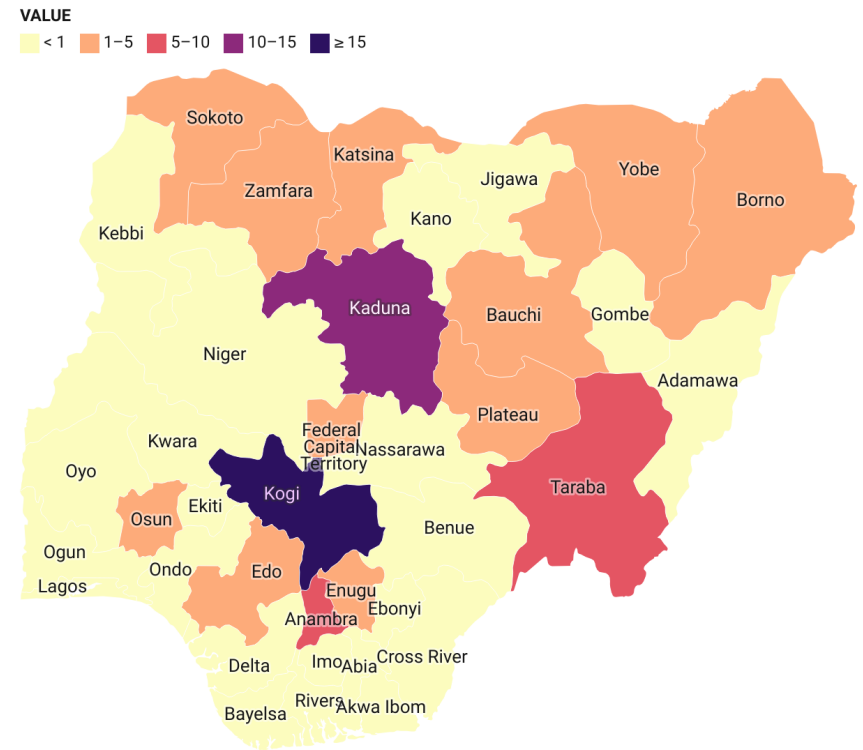 VALUE
< 1 1–5 5–10 10–15 ≥ 15
Sokoto
Katsina
Yobe
Jigawa
Zamfara
Borno
Kano
Kebbi
Kaduna
Bauchi
Gombe
Niger
Adamawa
Plateau
Federal
Capital
Territory
Nassarawa
Kwara
Oyo
Taraba
Kogi
Ekiti
Osun
Benue
Ogun
Ondo
Edo
Lagos
Enugu
Ebonyi
Anambra
Delta
Imo
Abia
Cross River
Rivers
Akwa Ibom
Bayelsa